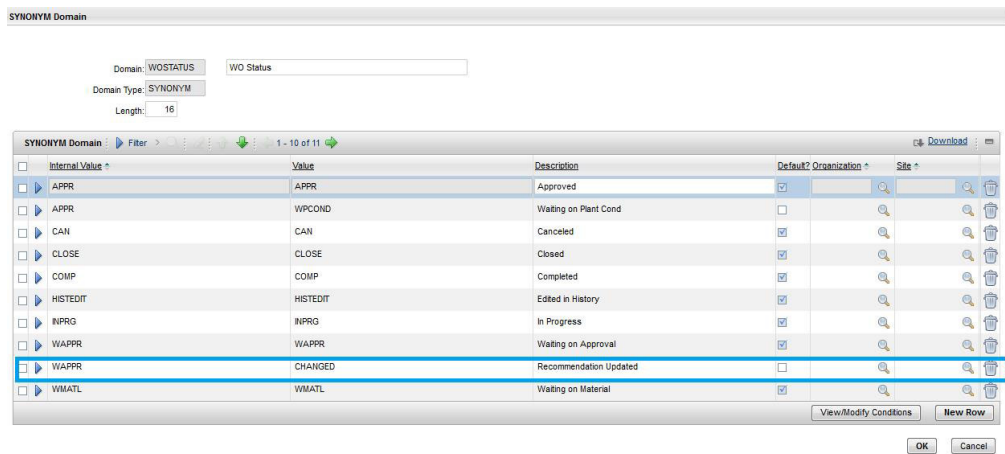 SYNONYM Domain
Domain: WOSTATUS WO Status
Domain Type: SYNONYM
Length: 16
SYNONYM Domain Filter 1 - 10 of 11 Download
Internal Value Value Description Default? Organization Site
APPR APPR Approved
APPR WPCOND Waiting on Plant Cond
CAN CAN Canceled
CLOSE CLOSE Closed
COMP COMP Completed
HISTEDIT HISTEDIT Edited in History
INPRG INPRG In Progress
WAPPR WAPPR Waiting on Approval
WAPPR CHANGED Recommendation Updated
WMATL WMATL Waiting on Material
View/Modify Conditions New Row
OK Cancel